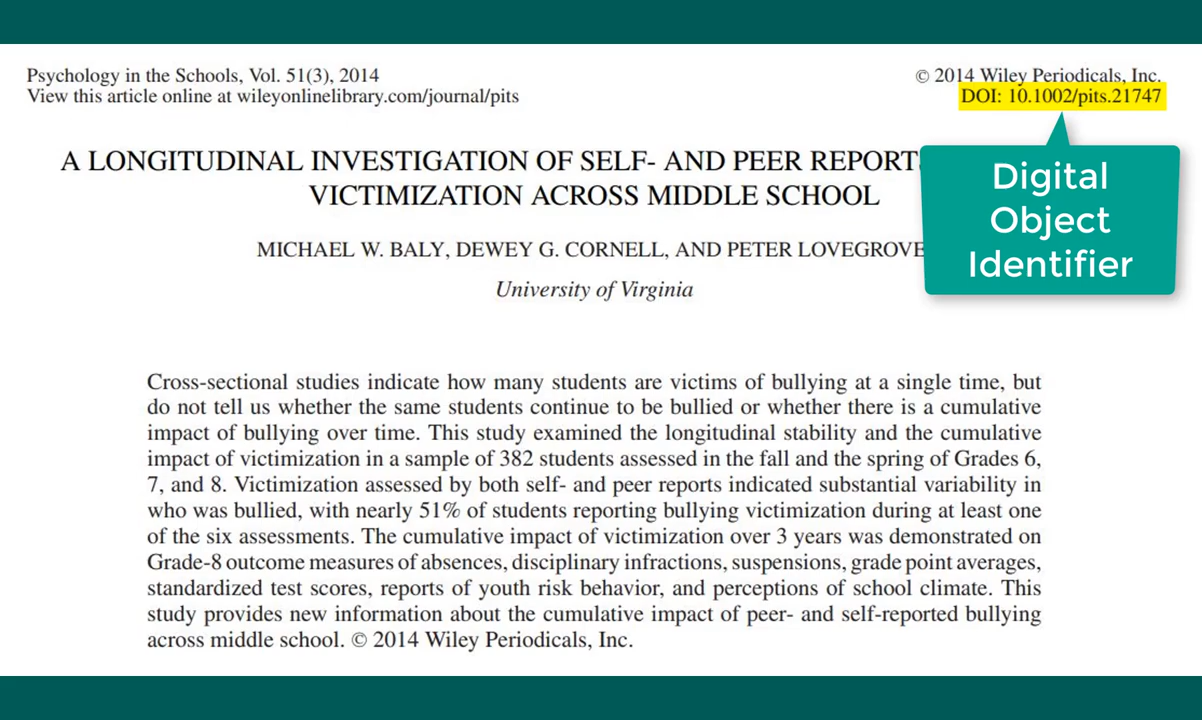 Psychology in the Schools, Vol. 51(3), 2014
© 2014 Wiley Periodicals, Inc.
View this article online at wileyonlinelibrary.com/journal/pits
DOI: 10.1002/pits.21747
A LONGITUDINAL INVESTIGATION OF SELF- AND PEER
VICTIMIZATION ACROSS MIDDLE SCHOOL
MICHAEL W. BALY, DEWEY G. CORNELL, AND PETER LOVEGROVE
University of Virginia
Digital
Object
Identifier
Cross-sectional studies indicate how many students are victims of bullying at a single time, but
do not tell us whether the same students continue to be bullied or whether there is a cumulative
impact of bullying over time. This study examined the longitudinal stability and the cumulative
impact of victimization in a sample of 382 students assessed in the fall and the spring of Grades 6,
7, and 8. Victimization assessed by both self- and peer reports indicated substantial variability in
who was bullied, with nearly 51% of students reporting bullying victimization during at least one
of the six assessments. The cumulative impact of victimization over 3 years was demonstrated on
Grade-8 outcome measures of absences, disciplinary infractions, suspensions, grade point averages,
standardized test scores, reports of youth risk behavior, and perceptions of school climate. This
study provides new information about the cumulative impact of peer- and self-reported bullying
across middle school. © 2014 Wiley Periodicals, Inc.